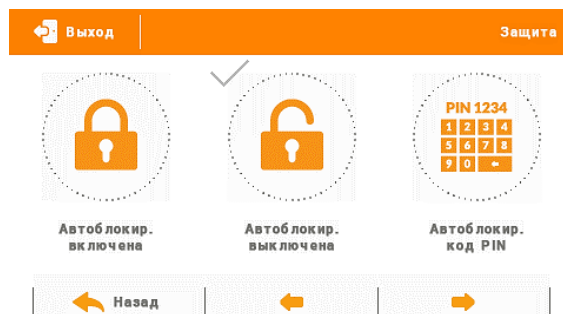 Выход
Защита
PIN 1234
1 2 3 4
5 6 7 8
9 0
Автоблокир.
включена
Автоблокир.
выключена
Автоблокир.
код PIN
Назад